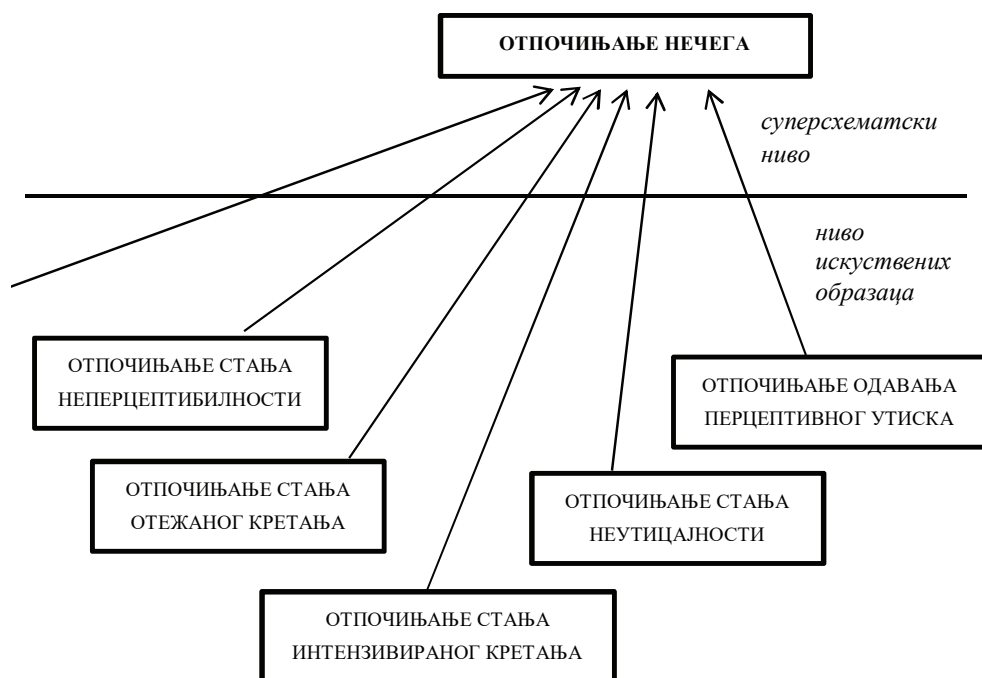 ОТПОЧИЊАЊЕ НЕЧЕГА
суперсхематски
ниво
ниво
искуствених
образаца
ОТПОЧИЊАЊЕ СТАЊА
НЕПЕРЦЕПТИБИЛНОСТИ
ОТПОЧИЊАЊЕ ОДАВАЊА
ПЕРЦЕПТИВНОГ УТИСКА
ОТПОЧИЊАЊЕ СТАЊА
ОТЕЖАНОГ КРЕТАЊА
ОТПОЧИЊАЊЕ СТАЊА
НЕУТИЦАЈНОСТИ
ОТПОЧИЊАЊЕ СТАЊА
ИНТЕНЗИВИРАНОГ КРЕТАЊА